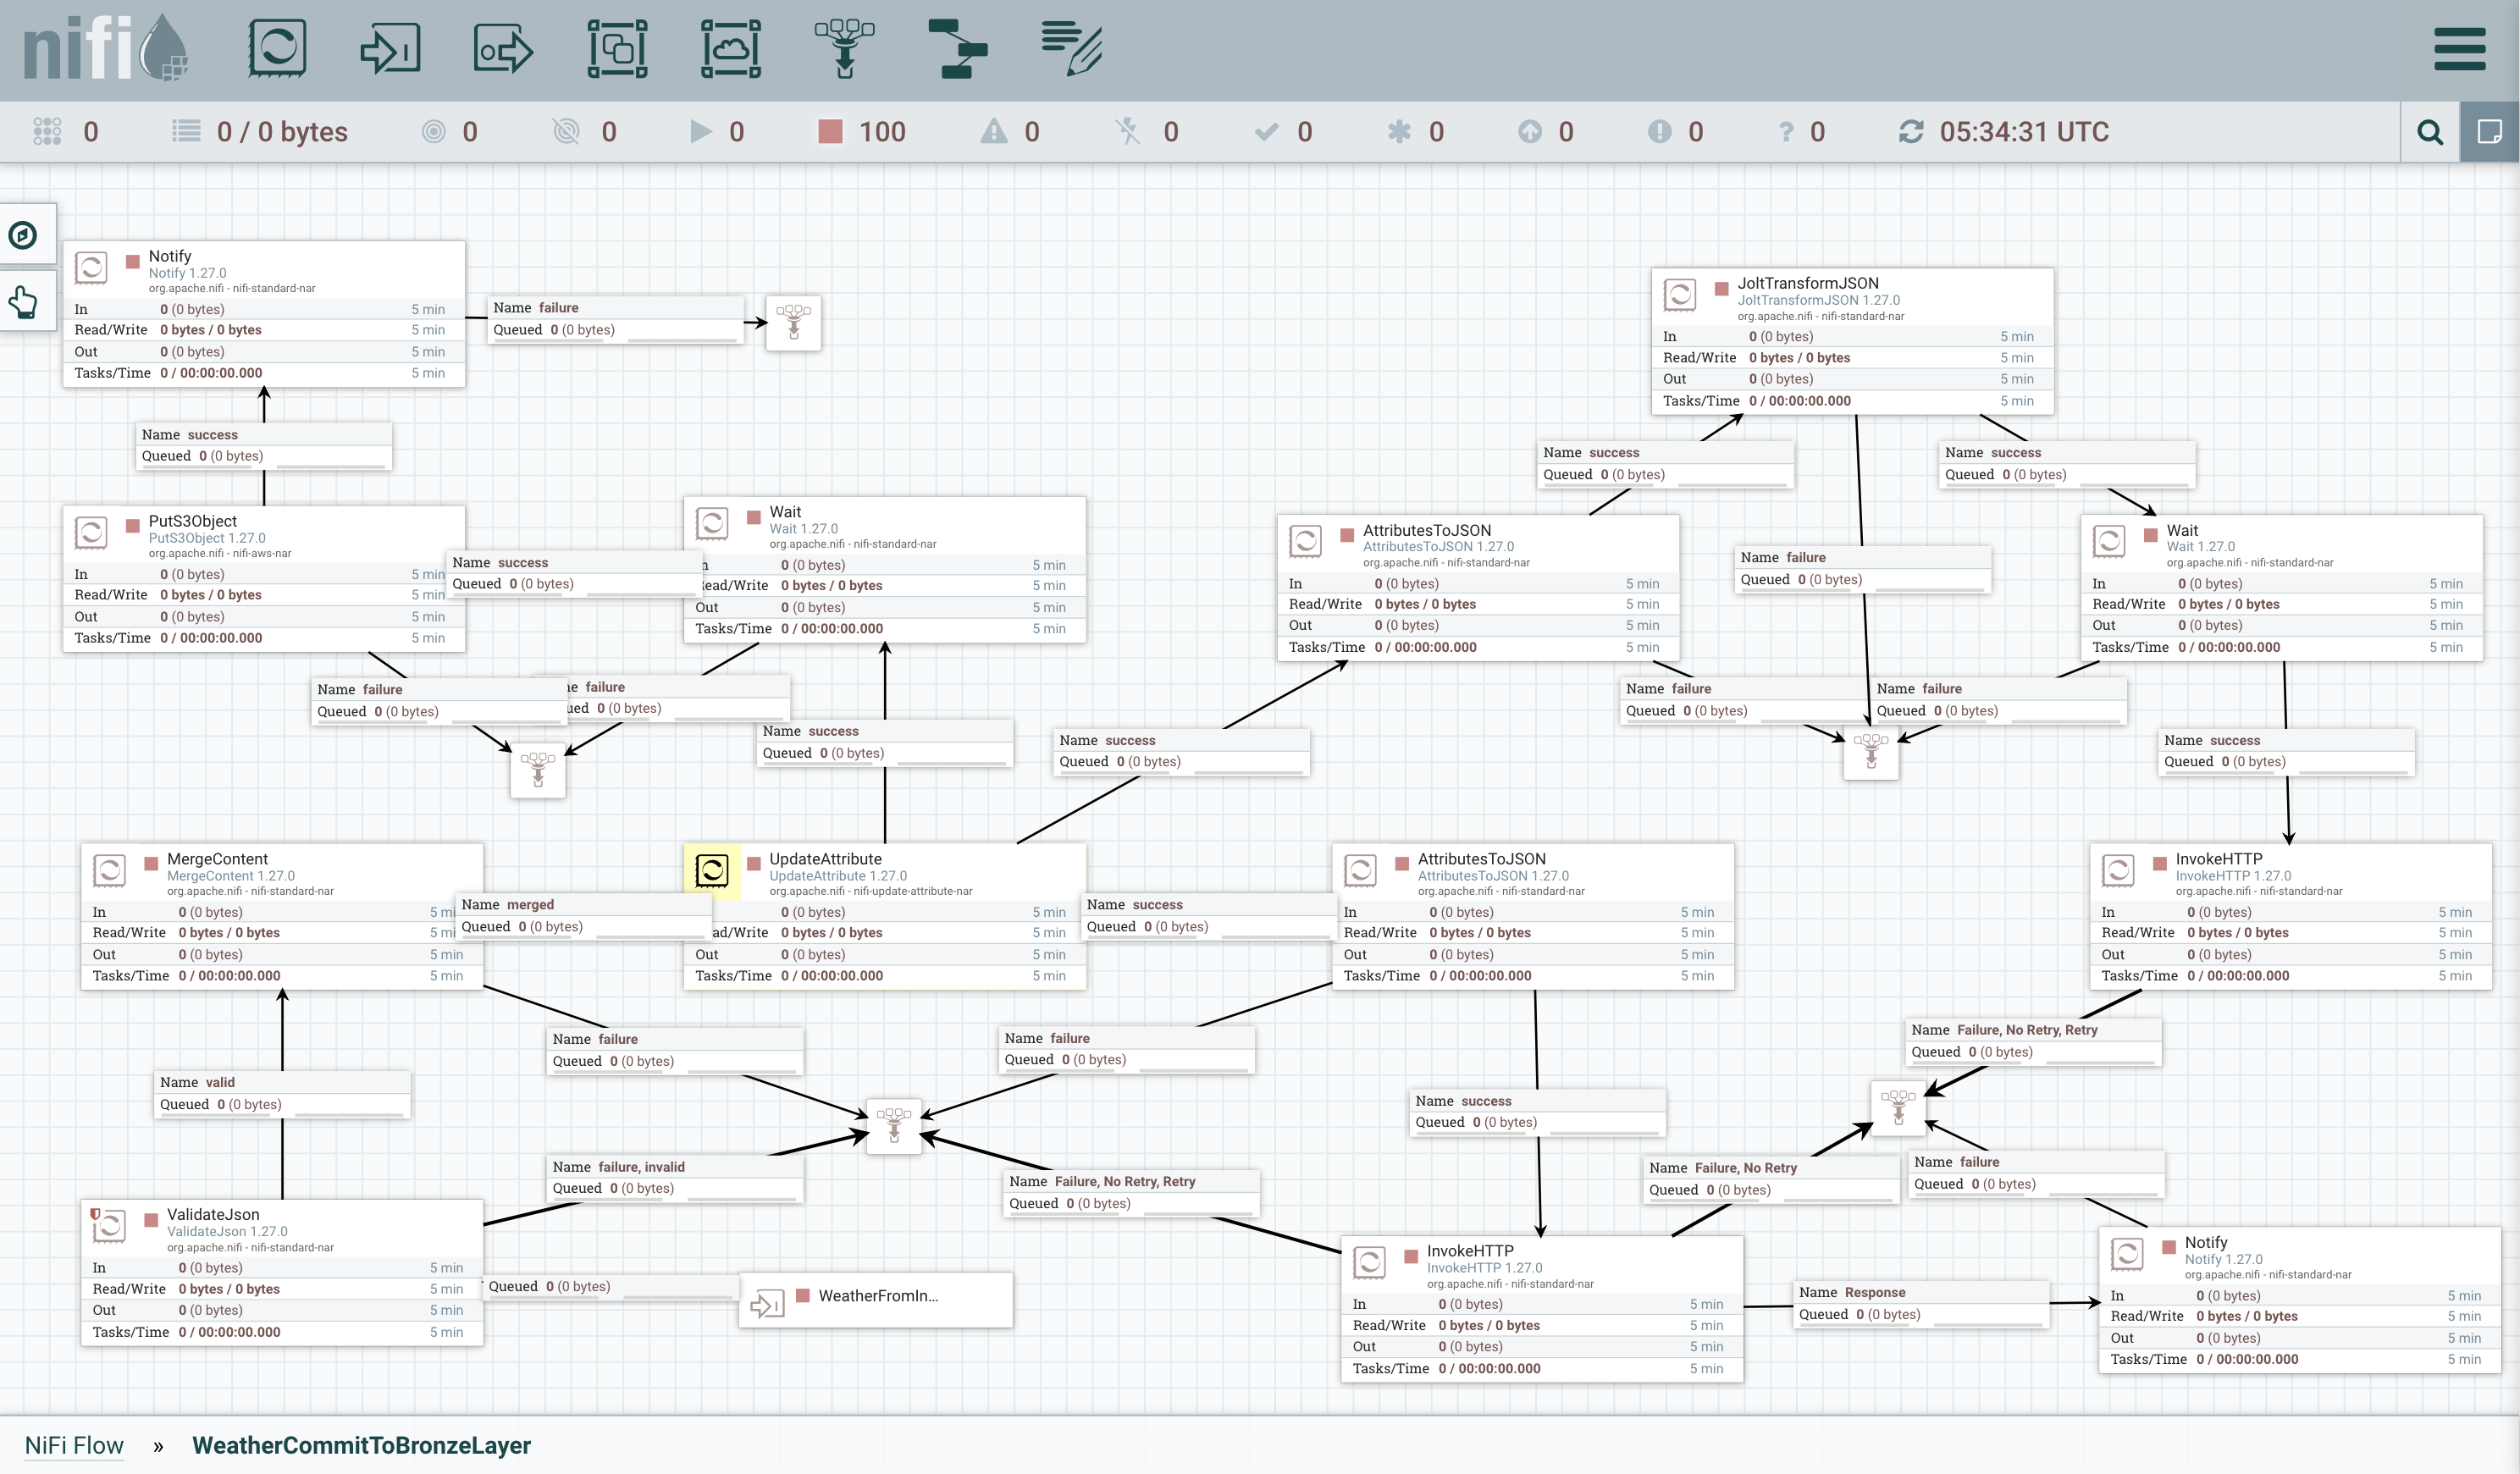 nifi
0
0 / 0 bytes
0
0
0
100
0
0
0
0
0
0
? 0
05:34:31 UTC
Notify
Notify 1.27.0
org.apache.nifi - nifi-standard-nar
In 0 (0 bytes) 5 min
Read/Write 0 bytes / 0 bytes 5 min
Out 0 (0 bytes) 5 min
Tasks/Time 0 / 00:00:00.000 5 min
Name failure
Queued 0 (0 bytes)
JoltTransformJSON
JoltTransformJSON 1.27.0
org.apache.nifi - nifi-standard-nar
In 0 (0 bytes) 5 min
Read/Write 0 bytes / 0 bytes 5 min
Out 0 (0 bytes) 5 min
Tasks/Time 0 / 00:00:00.000 5 min
Name success
Queued 0 (0 bytes)
Name success
Queued 0 (0 bytes)
Name success
Queued 0 (0 bytes)
PutS3Object
PutS3Object 1.27.0
org.apache.nifi - nifi-aws-nar
In 0 (0 bytes) 5 min
Read/Write 0 bytes / 0 bytes 5 min
Out 0 (0 bytes) 5 min
Tasks/Time 0 / 00:00:00.000 5 min
Name success
Queued 0 (0 bytes)
Wait
Wait 1.27.0
org.apache.nifi - nifi-standard-nar
0 (0 bytes) 5 min
0 bytes / 0 bytes 5 min
Out 0 (0 bytes) 5 min
Tasks/Time 0 / 00:00:00.000 5 min
AttributesToJSON
AttributesToJSON 1.27.0
org.apache.nifi - nifi-standard-nar
In 0 (0 bytes) 5 min
Read/Write 0 bytes / 0 bytes 5 min
Out 0 (0 bytes) 5 min
Tasks/Time 0 / 00:00:00.000 5 min
Name failure
Queued 0 (0 bytes)
Wait
Wait 1.27.0
org.apache.nifi - nifi-standard-nar
In 0 (0 bytes) 5 min
Read/Write 0 bytes / 0 bytes 5 min
Out 0 (0 bytes) 5 min
Tasks/Time 0 / 00:00:00.000 5 min
Name failure
Queued 0 (0 bytes)
failure
0 (0 bytes)
Name success
Queued 0 (0 bytes)
Name success
Queued 0 (0 bytes)
Name failure
Queued 0 (0 bytes)
Name failure
Queued 0 (0 bytes)
Name success
Queued 0 (0 bytes)
MergeContent
MergeContent 1.27.0
org.apache.nifi - nifi-standard-nar
In 0 (0 bytes) 5 mi
Read/Write 0 bytes / 0 bytes 5 mi
Out 0 (0 bytes) 5 min
Tasks/Time 0 / 00:00:00.000 5 min
Name merged
Queued 0 (0 bytes)
UpdateAttribute
UpdateAttribute 1.27.0
org.apache.nifi - nifi-update-attribute-nar
0 (0 bytes) 5 min
0 bytes / 0 bytes 5 min
Out 0 (0 bytes) 5 min
Tasks/Time 0 / 00:00:00.000 5 min
Name success
Queued 0 (0 bytes)
AttributesToJSON
AttributesToJSON 1.27.0
org.apache.nifi - nifi-standard-nar
In 0 (0 bytes) 5 min
Read/Write 0 bytes / 0 bytes 5 min
Out 0 (0 bytes) 5 min
Tasks/Time 0 / 00:00:00.000 5 min
InvokeHTTP
InvokeHTTP 1.27.0
org.apache.nifi - nifi-standard-nar
In 0 (0 bytes) 5 min
Read/Write 0 bytes / 0 bytes 5 min
Out 0 (0 bytes) 5 min
Tasks/Time 0 / 00:00:00.000 5 min
Name failure
Queued 0 (0 bytes)
Name failure
Queued 0 (0 bytes)
Name Failure, No Retry, Retry
Queued 0 (0 bytes)
Name valid
Queued 0 (0 bytes)
Name success
Queued 0 (0 bytes)
Name failure, invalid
Queued 0 (0 bytes)
Name Failure, No Retry, Retry
Queued 0 (0 bytes)
Name Failure, No Retry
Queued 0 (0 bytes)
Name failure
Queued 0 (0 bytes)
ValidateJson
ValidateJson 1.27.0
org.apache.nifi - nifi-standard-nar
In 0 (0 bytes) 5 min
Read/Write 0 bytes / 0 bytes 5 min
Out 0 (0 bytes) 5 min
Tasks/Time 0 / 00:00:00.000 5 min
Queued 0 (0 bytes)
WeatherFromIn...
InvokeHTTP
InvokeHTTP 1.27.0
org.apache.nifi - nifi-standard-nar
In 0 (0 bytes) 5 min
Read/Write 0 bytes / 0 bytes 5 min
Out 0 (0 bytes) 5 min
Tasks/Time 0 / 00:00:00.000 5 min
Name Response
Queued 0 (0 bytes)
Notify
Notify 1.27.0
org.apache.nifi - nifi-standard-nar
In 0 (0 bytes) 5 min
Read/Write 0 bytes / 0 bytes 5 min
Out 0 (0 bytes) 5 min
Tasks/Time 0 / 00:00:00.000 5 min
NiFi Flow » WeatherCommitToBronzeLayer